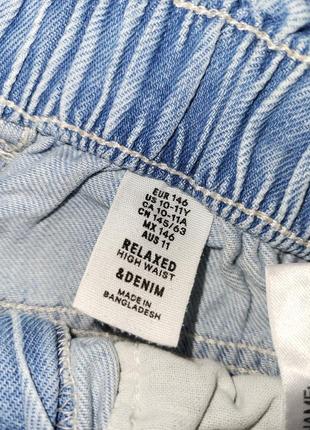 EUR 146
US 10-11Y
CA 10-11A
CN 145/63
MX 146
AUS 11
RELAXED
HIGH WAIST
&DENIM
MADE IN
BANGLADESH